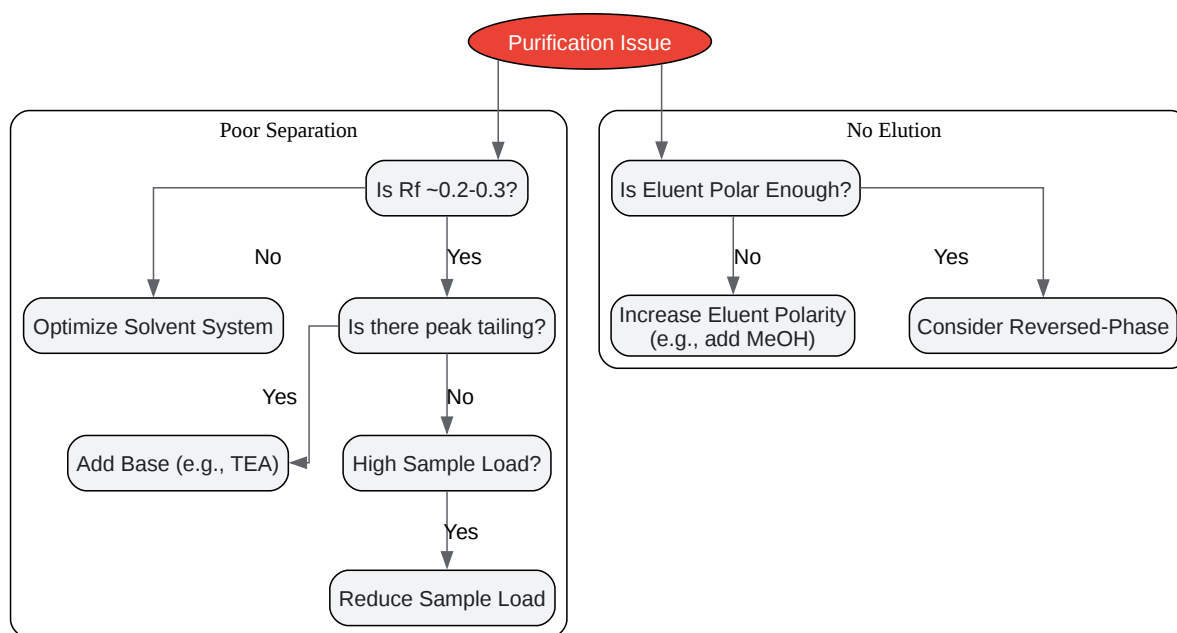 Purification Issue
Poor Separation
Is Rf ~0.2-0.3?
No
Yes
Optimize Solvent System
Is there peak tailing?
Yes
No
Add Base (e.g., TEA)
High Sample Load?
Yes
Reduce Sample Load
No Elution
Is Eluent Polar Enough?
No
Yes
Increase Eluent Polarity
(e.g., add MeOH)
Consider Reversed-Phase